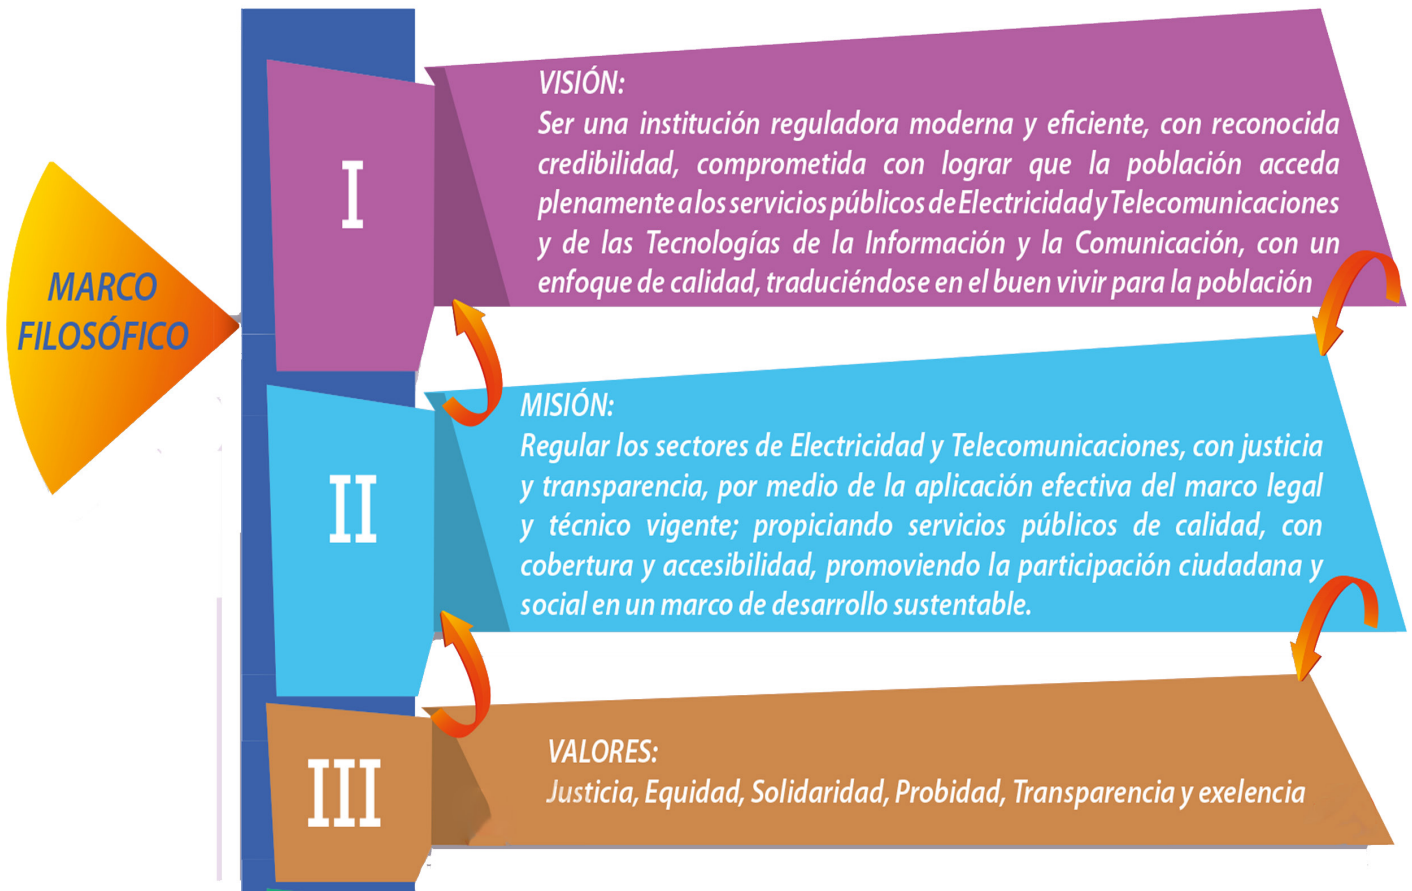 MARCO
FILOSÓFICO
I
VISIÓN:
Ser una institución reguladora moderna y eficiente, con reconocida
credibilidad, comprometida con lograr que la población acceda
plenamente a los servicios públicos de Electricidad y Telecomunicaciones
y de las Tecnologías de la Información y la Comunicación, con un
enfoque de calidad, traduciéndose en el buen vivir para la población
II
MISIÓN:
Regular los sectores de Electricidad y Telecomunicaciones, con justicia
y transparencia, por medio de la aplicación efectiva del marco legal
y técnico vigente; propiciando servicios públicos de calidad, con
cobertura y accesibilidad, promoviendo la participación ciudadana y
social en un marco de desarrollo sustentable.
III
VALORES:
Justicia, Equidad, Solidaridad, Probidad, Transparencia y exelencia